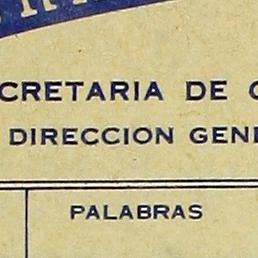 CRETARIA DE
DIRECCION GENE
PALABRAS